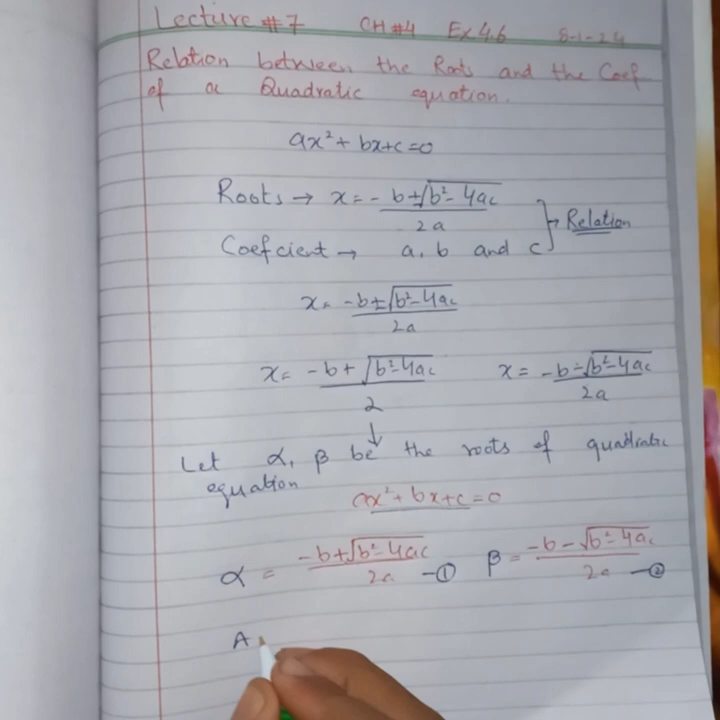 Lecture #7 CH #4 Ex 4.6 8-1-24
Relation between the Roots and the Coef
of a Quadratic equation.
ax² + bx+c=0
Roots → x = -b±√b²-4ac / 2a
Coefcient → a, b and c → Relation
x = -b±√b²-4ac / 2a
x = -b+√b²-4ac / 2 x = -b-√b²-4ac / 2a
↓
Let α, β be the roots of quadratic
equation
ax²+bx+c=0
α = -b+√b²-4ac / 2a —① β = -b-√b²-4ac / 2a —②
A